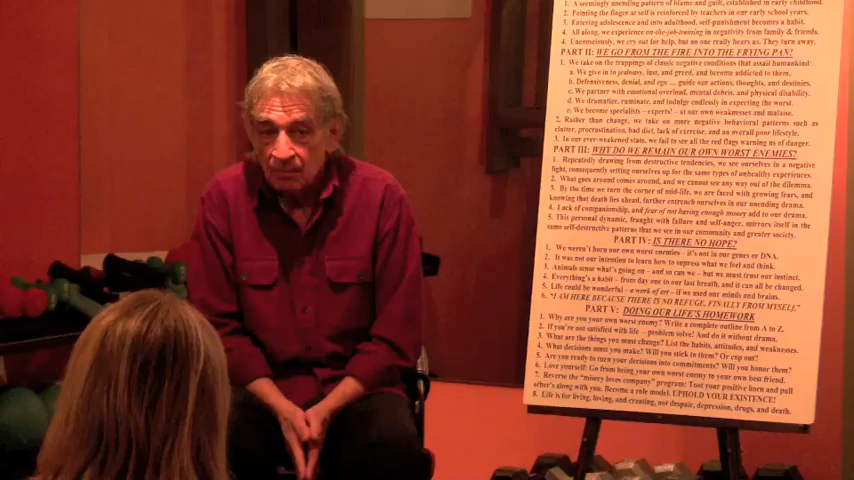 1. A seemingly unending pattern of blame and guilt, established in early childhood.
2. Pointing the finger at self is reinforced by teachers in our early school years.
3. Entering adolescence and into adulthood, self-punishment becomes a habit.
4. All along, we experience on-the-job-training in negativity from family & friends.
4. Unconsciously, we cry out for help, but no one really hears us. They turn away.
PART II: WE GO FROM THE FIRE INTO THE FRYING PAN!
1. We take on the trappings of classic negative conditions that assail humankind:
a. We give in to jealousy, lust, and greed, and become addicted to them.
b. Defensiveness, denial, and ego ... guide our actions, thoughts, and destinies.
c. We partner with emotional overload, mental debris, and physical disability.
d. We dramatize, ruminate, and indulge endlessly in expecting the worst.
e. We become specialists – experts! – at our own weaknesses and malaise.
2. Rather than change, we take on more negative behavioral patterns such as
clutter, procrastination, bad diet, lack of exercise, and an overall poor lifestyle.
3. In our ever-weakened state, we fail to see all the red flags warning us of danger.
PART III: WHY DO WE REMAIN OUR OWN WORST ENEMIES?
1. Repeatedly drawing from destructive tendencies, we see ourselves in a negative
light, consequently setting ourselves up for the same types of unhealthy experiences.
2. What goes around comes around, and we cannot see any way out of the dilemma.
3. By the time we turn the corner of mid-life, we are faced with growing fears, and
knowing that death lies ahead, further entrench ourselves in our unending drama.
4. Lack of companionship, and fear of not having enough money add to our drama.
5. This personal dynamic, fraught with failure and self-anger, mirrors itself in the
same self-destructive patterns that we see in our community and greater society.
PART IV: IS THERE NO HOPE?
1. We weren't born our own worst enemies – it's not in our genes or DNA.
2. It was not our intention to learn how to supress what we feel and think.
3. Animals sense what's going on – and so can we – but we must trust our instinct.
4. Everything's a habit – from day one to our last breath, and it can all be changed.
5. Life could be wonderful – a work of art – if we used our minds and brains.
6. "I AM HERE BECAUSE THERE IS NO REFUGE, FINALLY FROM MYSELF."
PART V: DOING OUR LIFE'S HOMEWORK
1. Why are you your own worst enemy? Write a complete outline from A to Z.
2. If you're not satisfied with life – problem solve! And do it without drama.
3. What are the things you must change? List the habits, attitudes, and weaknesses.
4. What decisions must you make? Will you stick to them? Or cop out?
5. Are you ready to turn your decisions into commitments? Will you honor them?
6. Love yourself: Go from being your own worst enemy to your own best friend.
7. Reverse the "misery loves company" program: Toot your positive horn and pull
other's along with you. Become a role model. UPHOLD YOUR EXISTENCE!
8. Life is for living, loving, and creating, not despair, depression, drugs, and death.